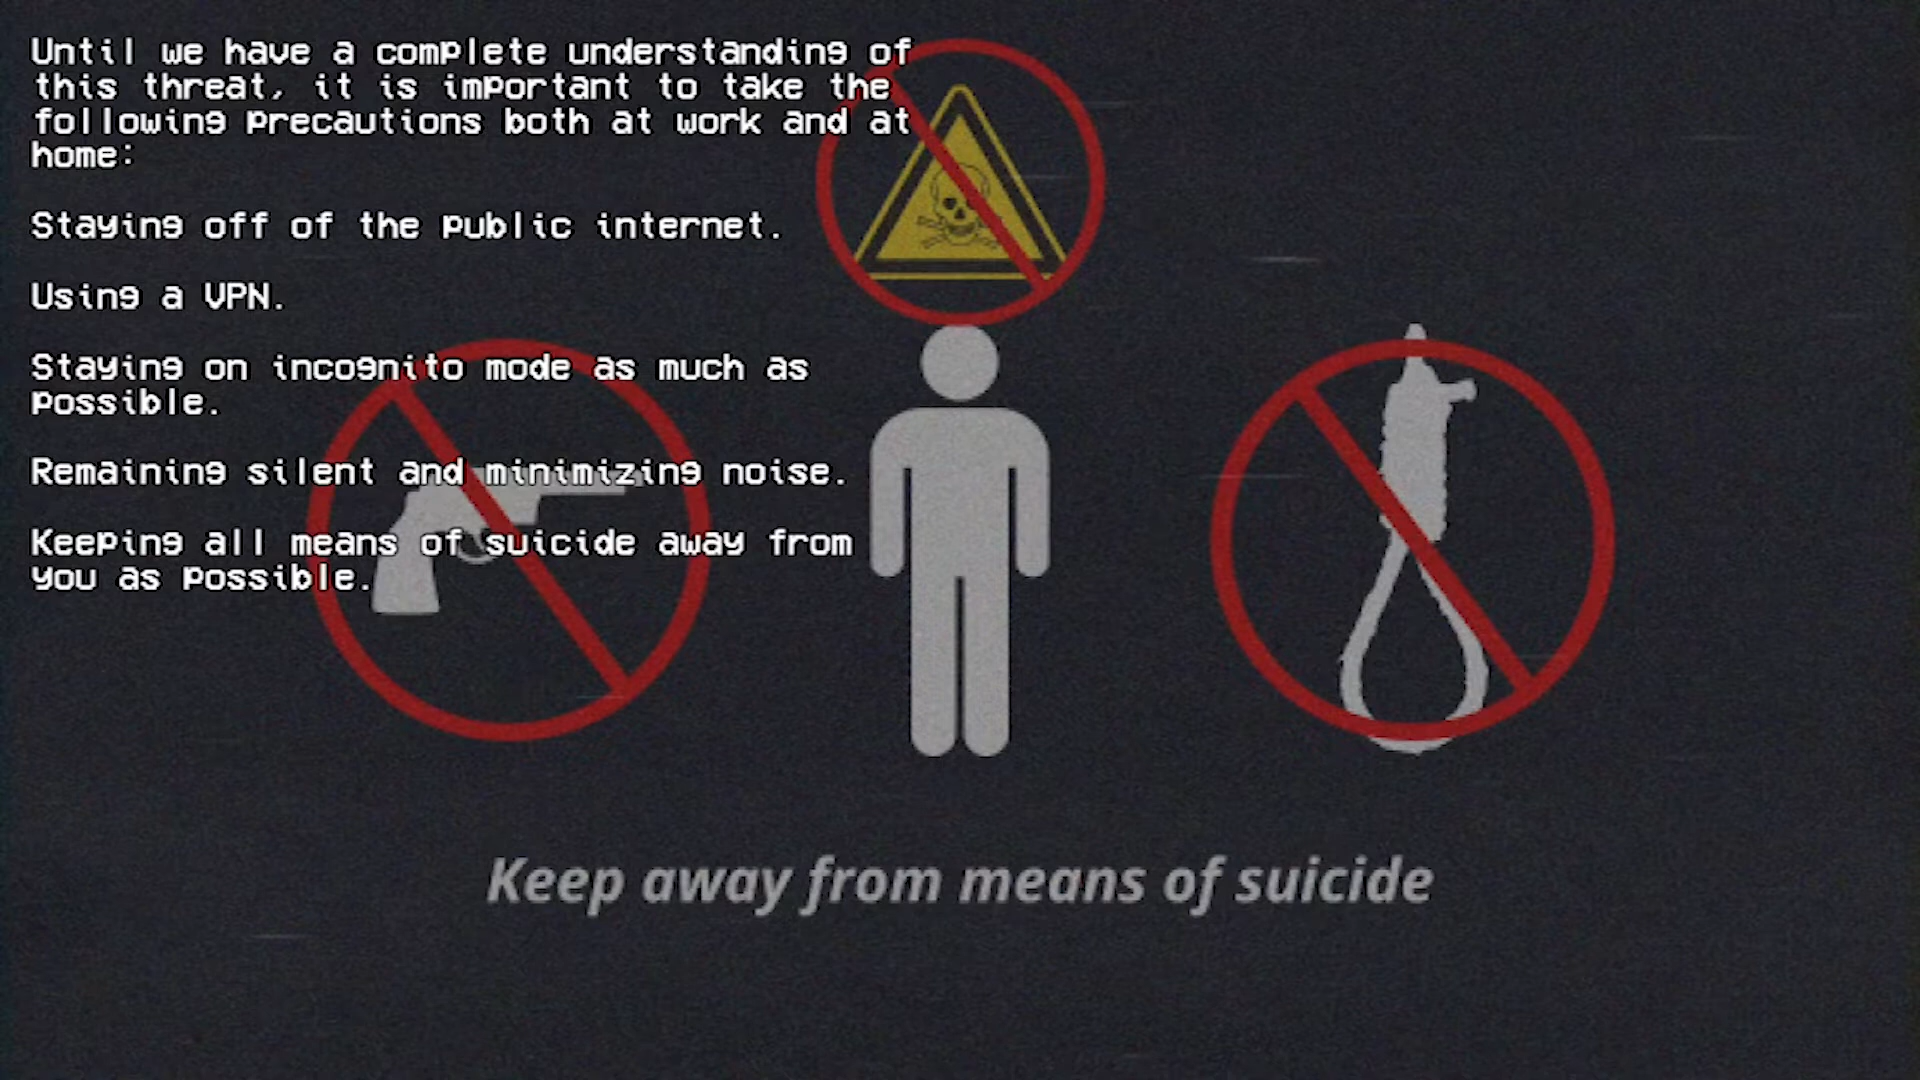 Until we have a complete understanding of
this threat, it is important to take the
following precautions both at work and at
home:
Staying off of the public internet.
Using a VPN.
Staying on incognito mode as much as
possible.
Remaining silent and minimizing noise.
Keeping all means of suicide away from
you as possible.
Keep away from means of suicide